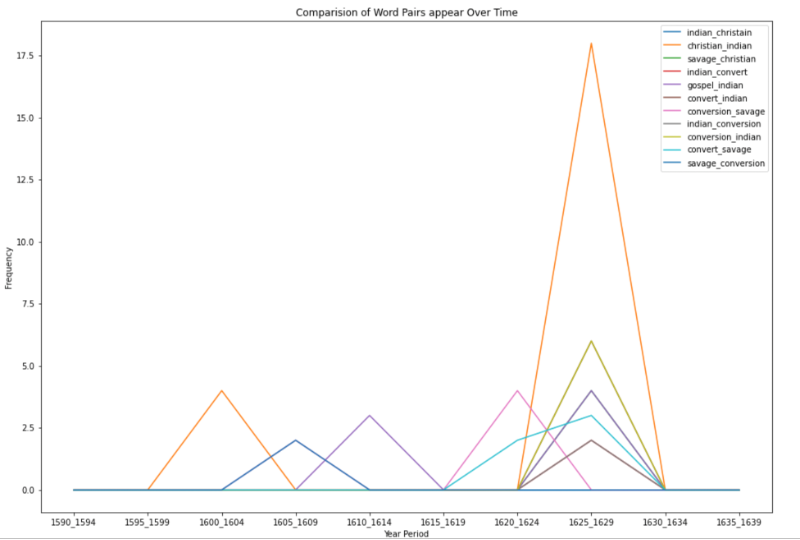 Comparision of Word Pairs appear Over Time
indian_christain
christian_indian
savage_christian
indian_convert
gospel_indian
convert_indian
conversion_savage
indian_conversion
conversion_indian
convert_savage
savage_conversion
17.5
15.0
12.5
10.0
7.5
5.0
2.5
0.0
Frequency
1590_1594 1595_1599 1600_1604 1605_1609 1610_1614 1615_1619 1620_1624 1625_1629 1630_1634 1635_1639
Year Period